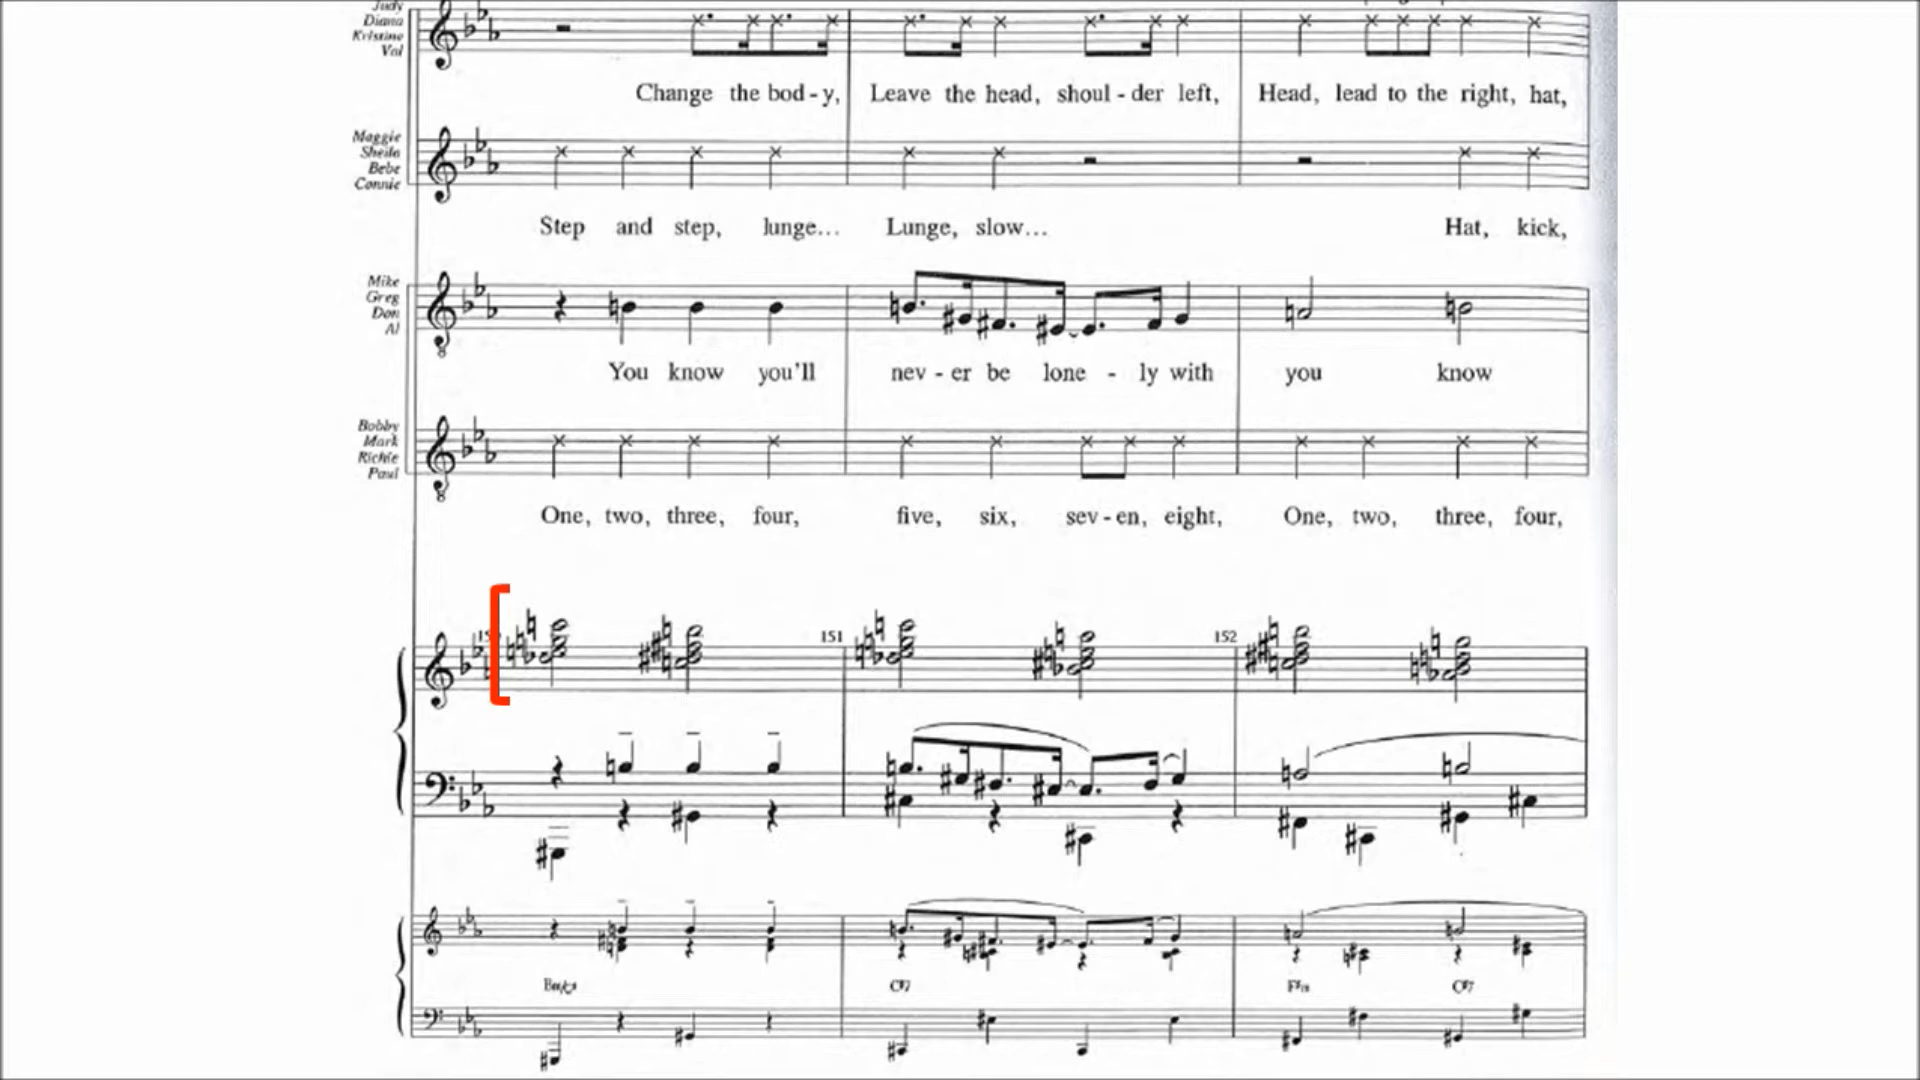 Judy
Diana
Kristine
Val
Change the bod - y, Leave the head, shoul - der left, Head, lead to the right, hat,
Maggie
Sheila
Bebe
Connie
Step and step, lunge... Lunge, slow... Hat, kick,
Mike
Greg
Don
Al
8
You know you'll nev - er be lone - ly with you know
Bobby
Mark
Richie
Paul
8
One, two, three, four, five, six, sev - en, eight, One, two, three, four,
151 152
C#7 F#m C#7